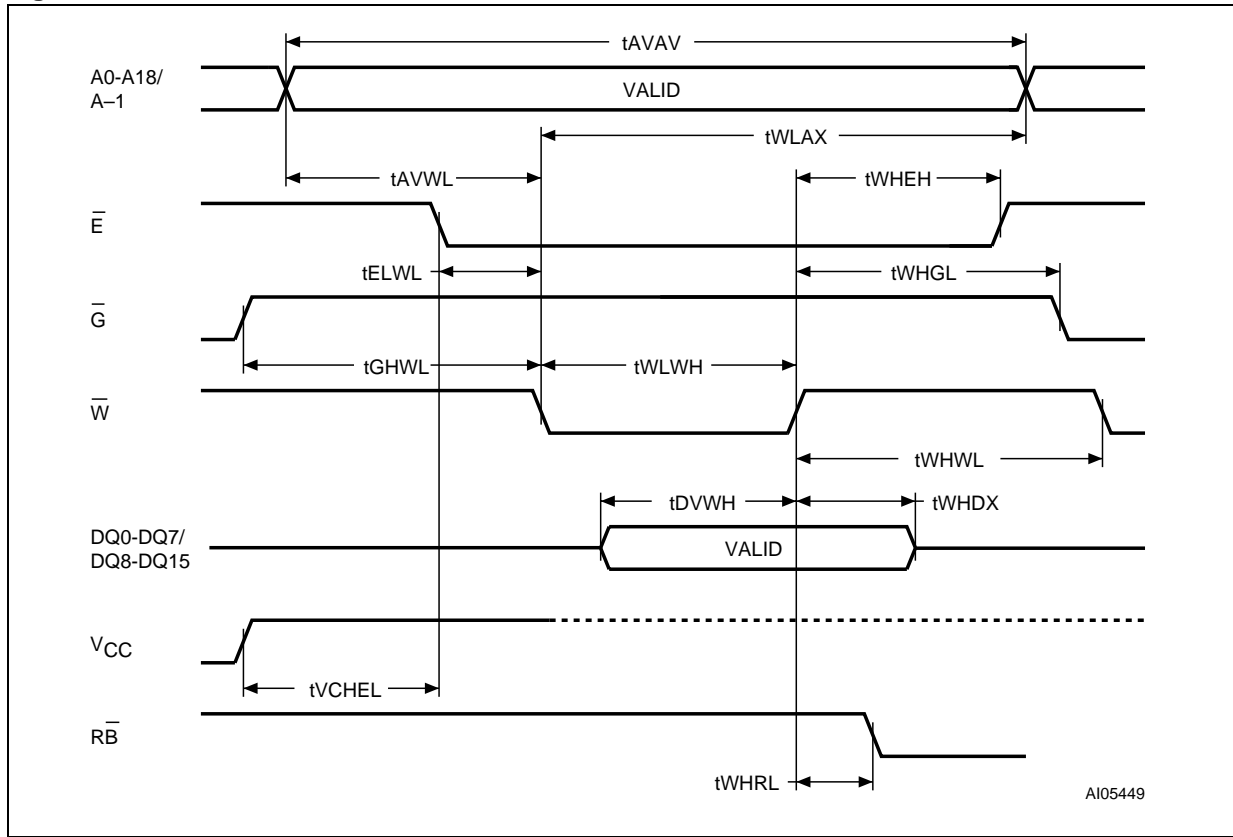 tAVAV
A0-A18/
A–1
VALID
tWLAX
tAVWL
tWHEH
E̅
tELWL
tWHGL
G̅
tGHWL
tWLWH
W̅
tWHWL
tDVWH
tWHDX
DQ0-DQ7/
DQ8-DQ15
VALID
VCC
tVCHEL
RB̅
tWHRL
AI05449